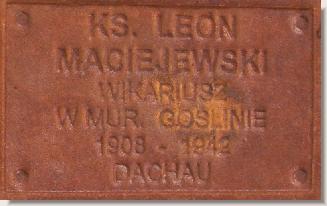 KS. LEON
MACIEJEWSKI
WIKARIUSZ
W MUR. GOŚLINIE
1908 - 1942
DACHAU